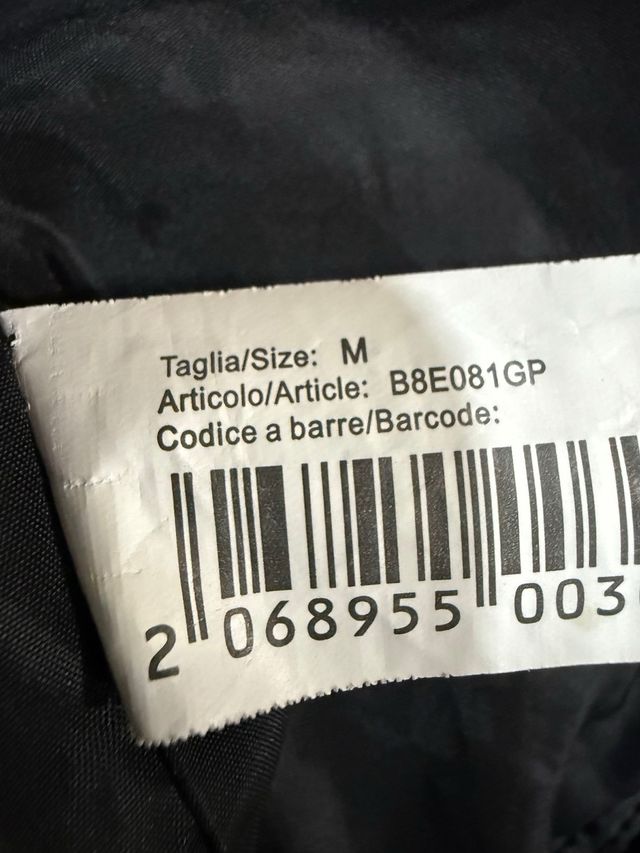 Taglia/Size: M
Articolo/Article: B8E081GP
Codice a barre/Barcode:
2 068955 003